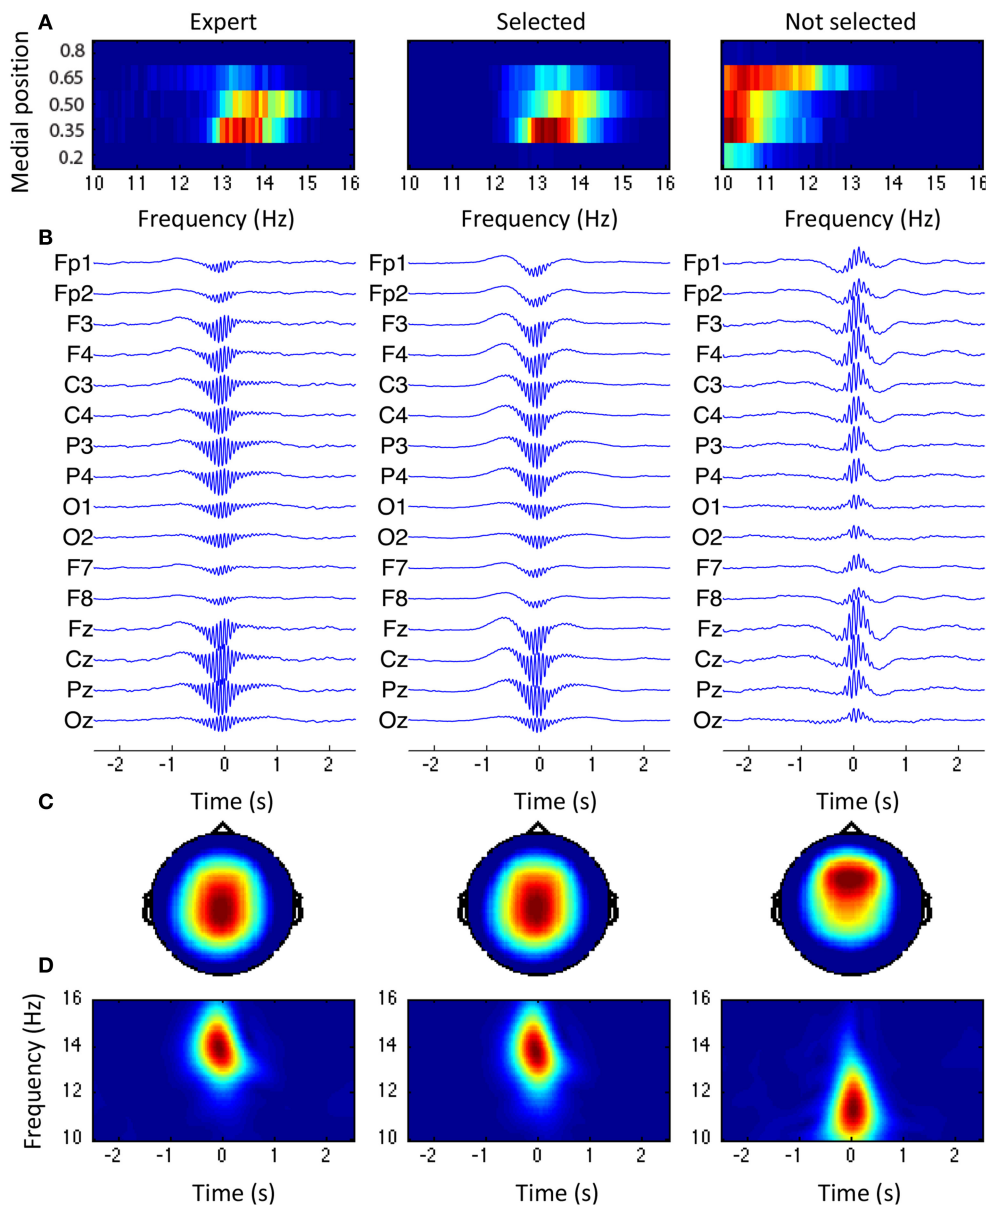 A
Expert
Selected
Not selected
Medial position
0.8
0.65
0.50
0.35
0.2
10 11 12 13 14 15 16
10 11 12 13 14 15 16
10 11 12 13 14 15 16
Frequency (Hz)
Frequency (Hz)
Frequency (Hz)
B
Fp1
Fp2
F3
F4
C3
C4
P3
P4
O1
O2
F7
F8
Fz
Cz
Pz
Oz
-2 -1 0 1 2
Time (s)
Fp1
Fp2
F3
F4
C3
C4
P3
P4
O1
O2
F7
F8
Fz
Cz
Pz
Oz
-2 -1 0 1 2
Time (s)
Fp1
Fp2
F3
F4
C3
C4
P3
P4
O1
O2
F7
F8
Fz
Cz
Pz
Oz
-2 -1 0 1 2
Time (s)
C
D
Frequency (Hz)
16
14
12
10
-2 -1 0 1 2
Time (s)
16
14
12
10
-2 -1 0 1 2
Time (s)
16
14
12
10
-2 -1 0 1 2
Time (s)